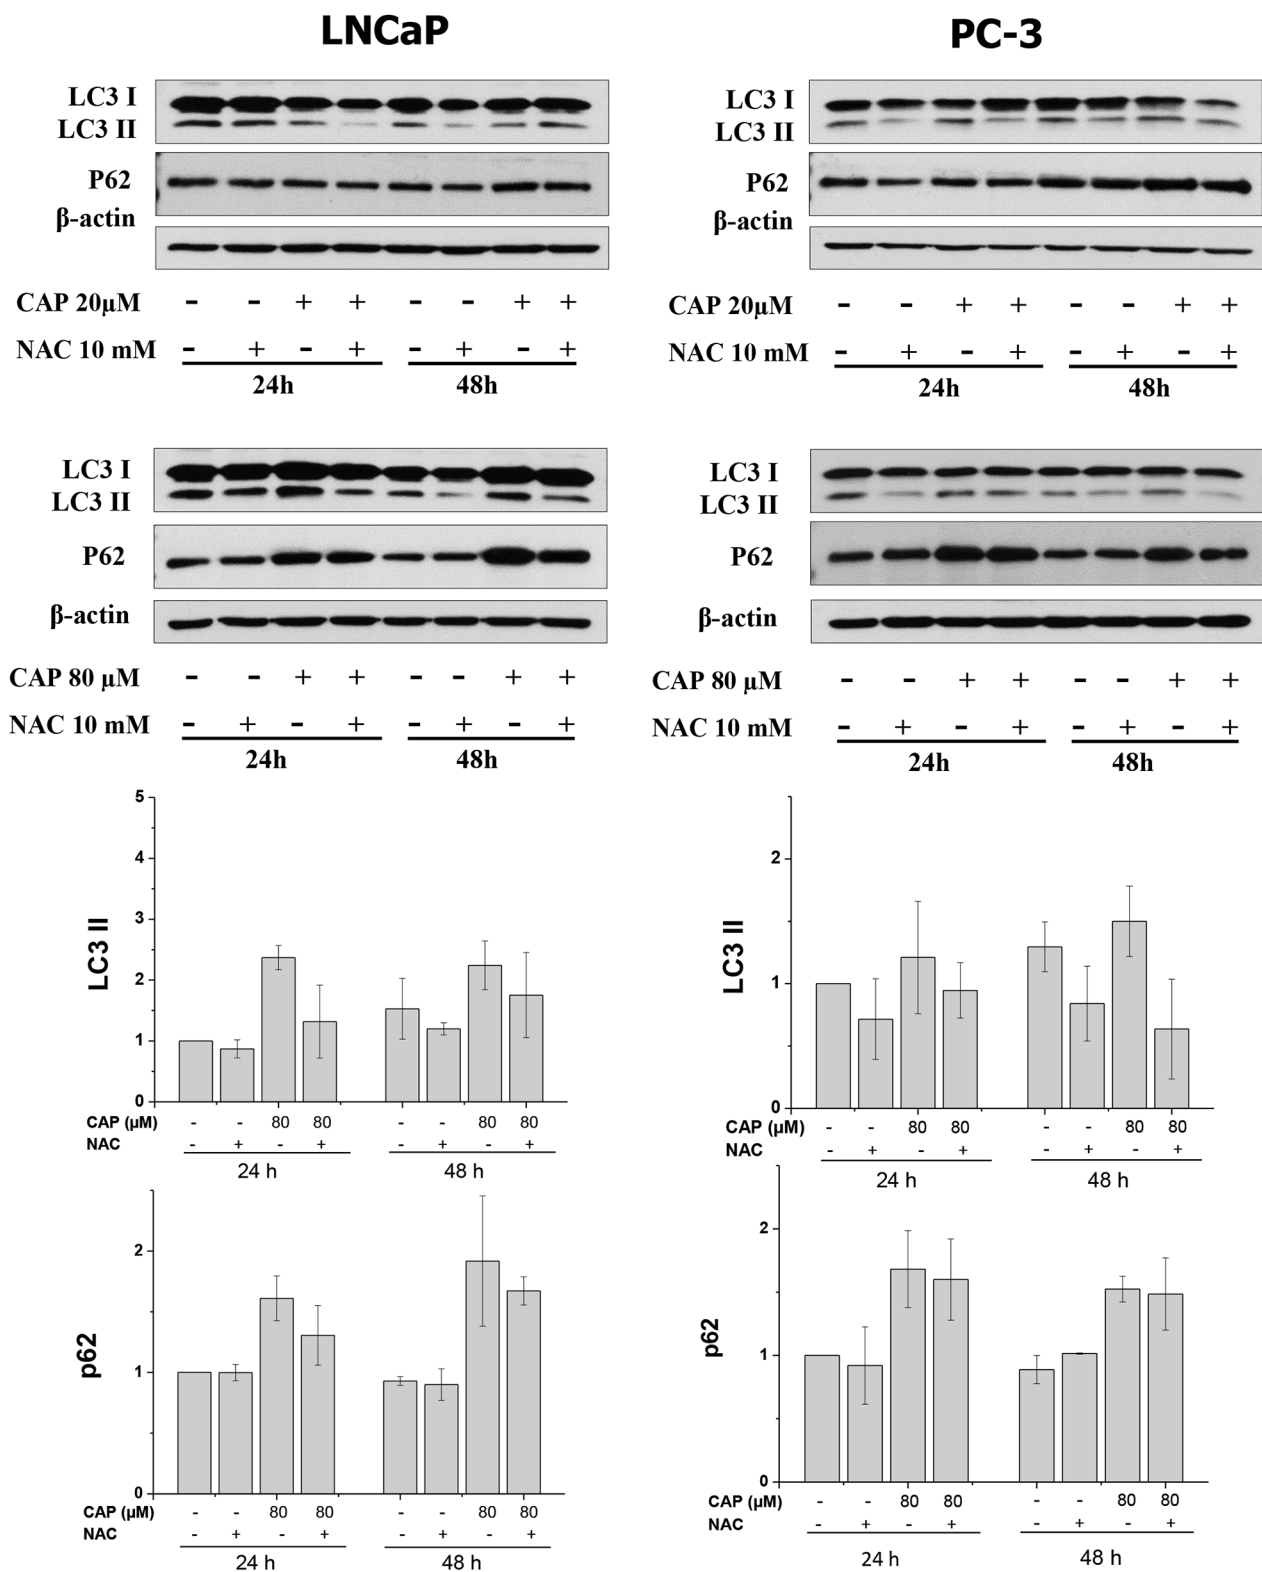 LNCaP
LC3 I
LC3 II
P62
β-actin
CAP 20μM - - + + - - + +
NAC 10 mM - + - + - + - +
24h 48h
LC3 I
LC3 II
P62
β-actin
CAP 80 μM - - + + - - + +
NAC 10 mM - + - + - + - +
24h 48h
PC-3
LC3 I
LC3 II
P62
β-actin
CAP 20μM - - + + - - + +
NAC 10 mM - + - + - + - +
24h 48h
LC3 I
LC3 II
P62
β-actin
CAP 80 μM - - + + - - + +
NAC 10 mM - + - + - + - +
24h 48h
LC3 II
5
4
3
2
1
0
CAP (μM) - - 80 80 - - 80 80
NAC - + - + - + - +
24 h 48 h
LC3 II
2
1
0
CAP (μM) - - 80 80 - - 80 80
NAC - + - + - + - +
24 h 48 h
p62
2
1
0
CAP (μM) - - 80 80 - - 80 80
NAC - + - + - + - +
24 h 48 h
p62
2
1
0
CAP (μM) - - 80 80 - - 80 80
NAC - + - + - + - +
24 h 48 h